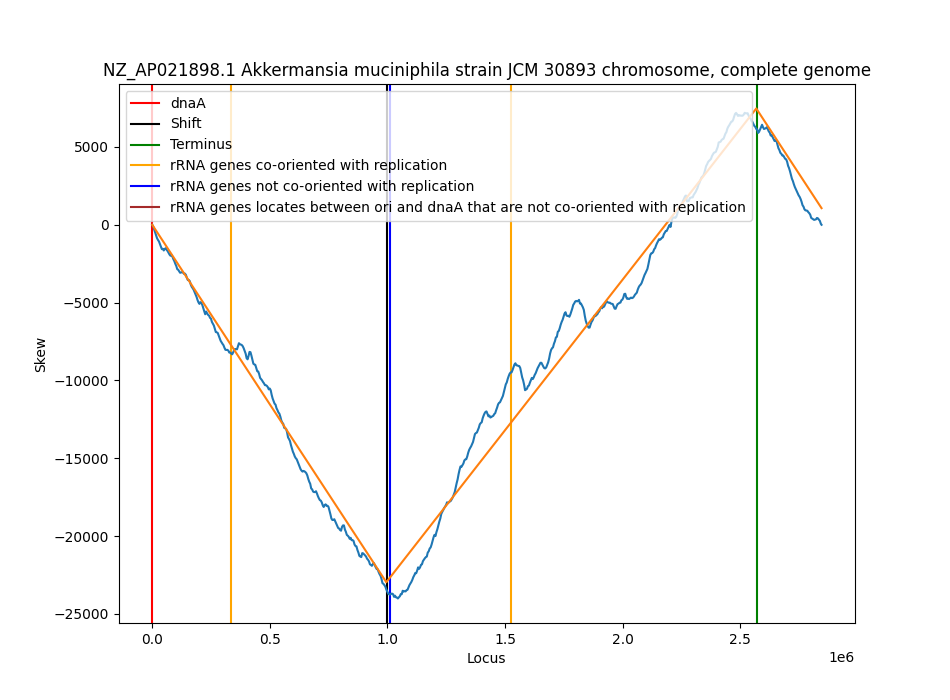 NZ_AP021898.1 Akkermansia muciniphila strain JCM 30893 chromosome, complete genome
dnaA
Shift
Terminus
rRNA genes co-oriented with replication
rRNA genes not co-oriented with replication
rRNA genes locates between ori and dnaA that are not co-oriented with replication
5000
0
−5000
−10000
−15000
−20000
−25000
Skew
0.0 0.5 1.0 1.5 2.0 2.5
Locus 1e6